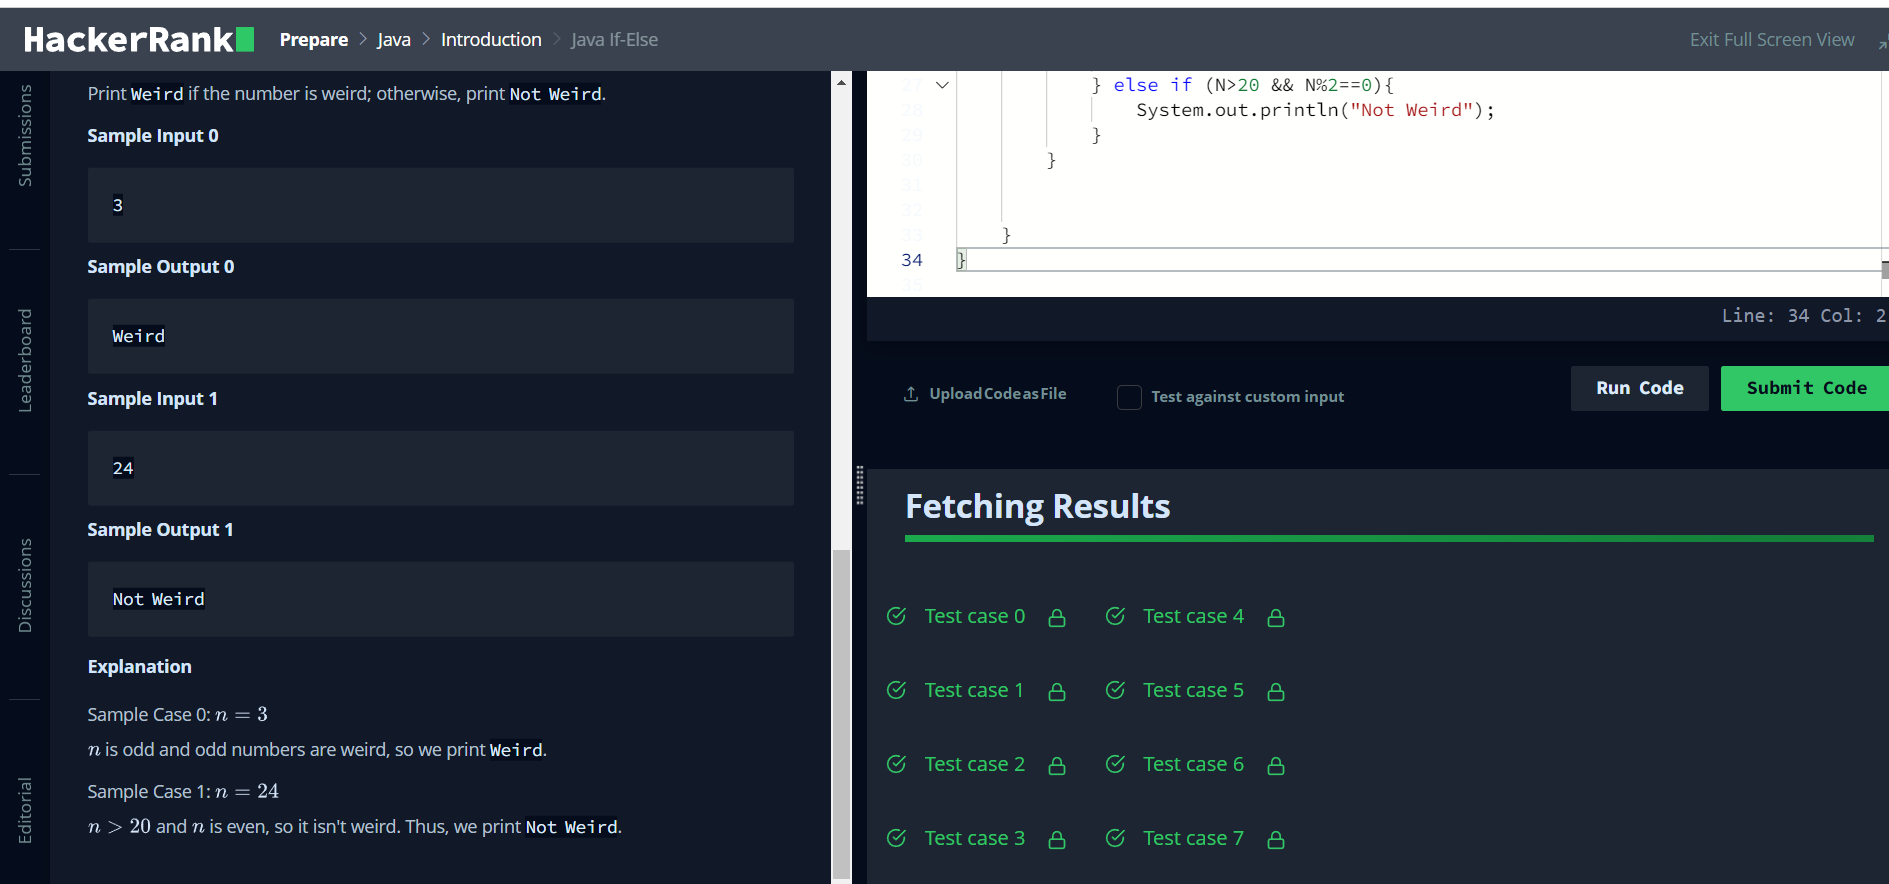 HackerRank Prepare > Java > Introduction > Java If-Else Exit Full Screen View
Submissions
Leaderboard
Discussions
Editorial
Print Weird if the number is weird; otherwise, print Not Weird.
Sample Input 0
3
Sample Output 0
Weird
Sample Input 1
24
Sample Output 1
Not Weird
Explanation
Sample Case 0: n = 3
n is odd and odd numbers are weird, so we print Weird.
Sample Case 1: n = 24
n > 20 and n is even, so it isn't weird. Thus, we print Not Weird.
27 } else if (N>20 && N%2==0){
28 System.out.println("Not Weird");
29 }
30 }
31
32
33 }
34 }
35
Line: 34 Col: 2
Upload Code as File Test against custom input Run Code Submit Code
Fetching Results
Test case 0 Test case 4
Test case 1 Test case 5
Test case 2 Test case 6
Test case 3 Test case 7